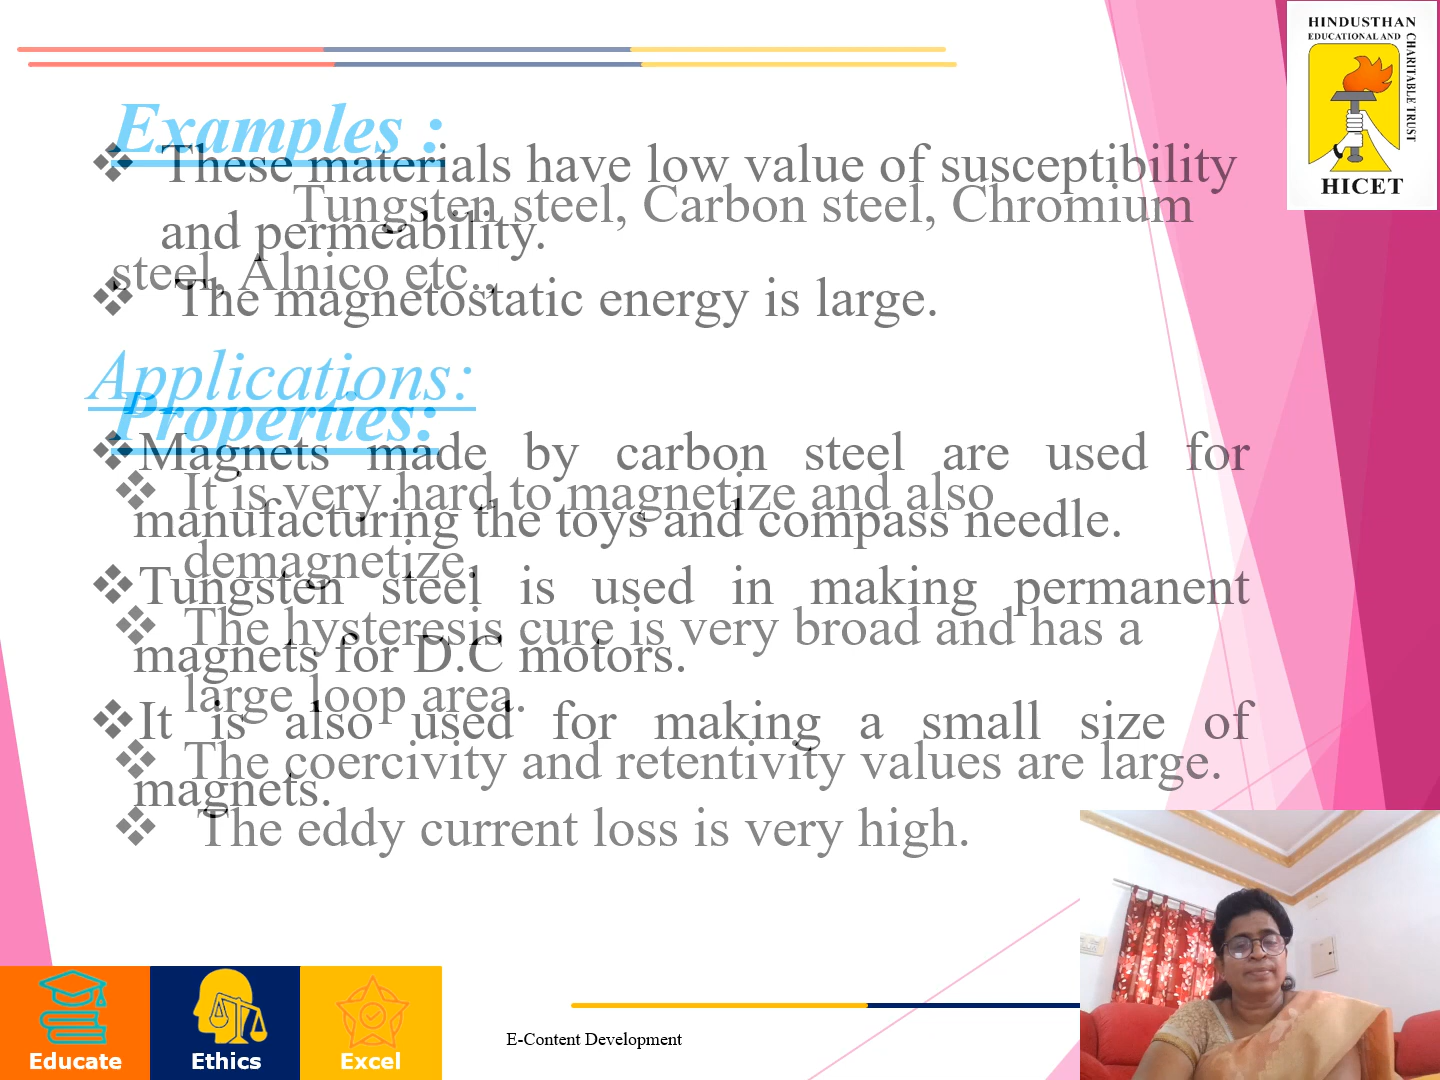 Examples :
Tungsten steel, Carbon steel, Chromium
steel, Alnico etc.,
Properties:
❖ It is very hard to magnetize and also
demagnetize.
❖ The hysteresis cure is very broad and has a
large loop area.
❖ The coercivity and retentivity values are large.
❖ The eddy current loss is very high.
❖ These materials have low value of susceptibility
and permeability.
❖ The magnetostatic energy is large.
Applications:
❖Magnets made by carbon steel are used for
manufacturing the toys and compass needle.
❖Tungsten steel is used in making permanent
magnets for D.C motors.
❖It is also used for making a small size of
magnets.
HINDUSTHAN
EDUCATIONAL AND
CHARITABLE TRUST
HICET
Educate
Ethics
Excel
E-Content Development